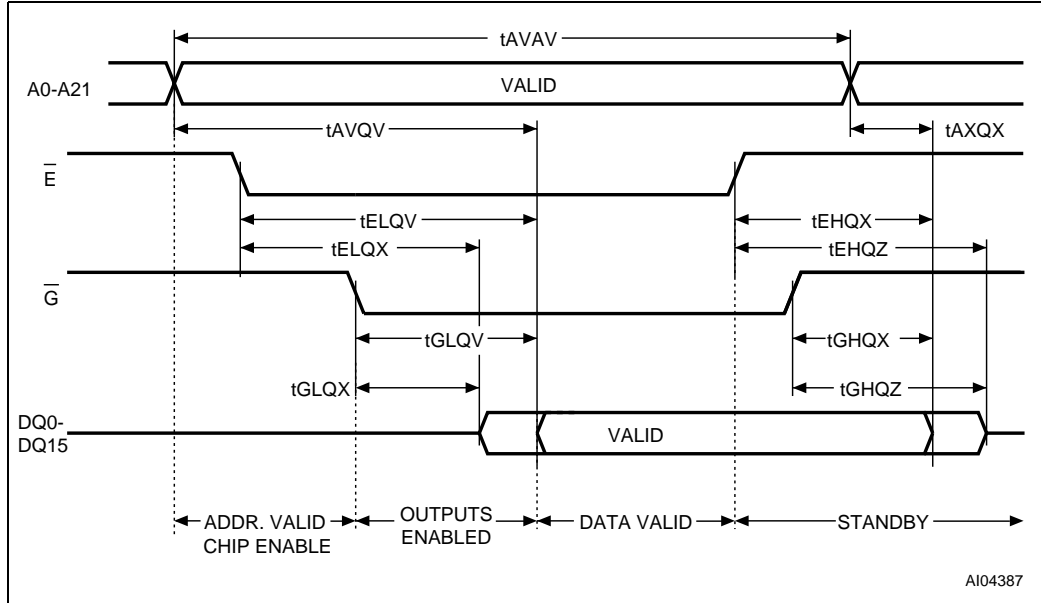 tAVAV
A0-A21
VALID
tAVQV
tAXQX
E
tELQV
tEHQX
tELQX
tEHQZ
G
tGLQV
tGHQX
tGLQX
tGHQZ
DQ0-
DQ15
VALID
ADDR. VALID
CHIP ENABLE
OUTPUTS
ENABLED
DATA VALID
STANDBY
AI04387